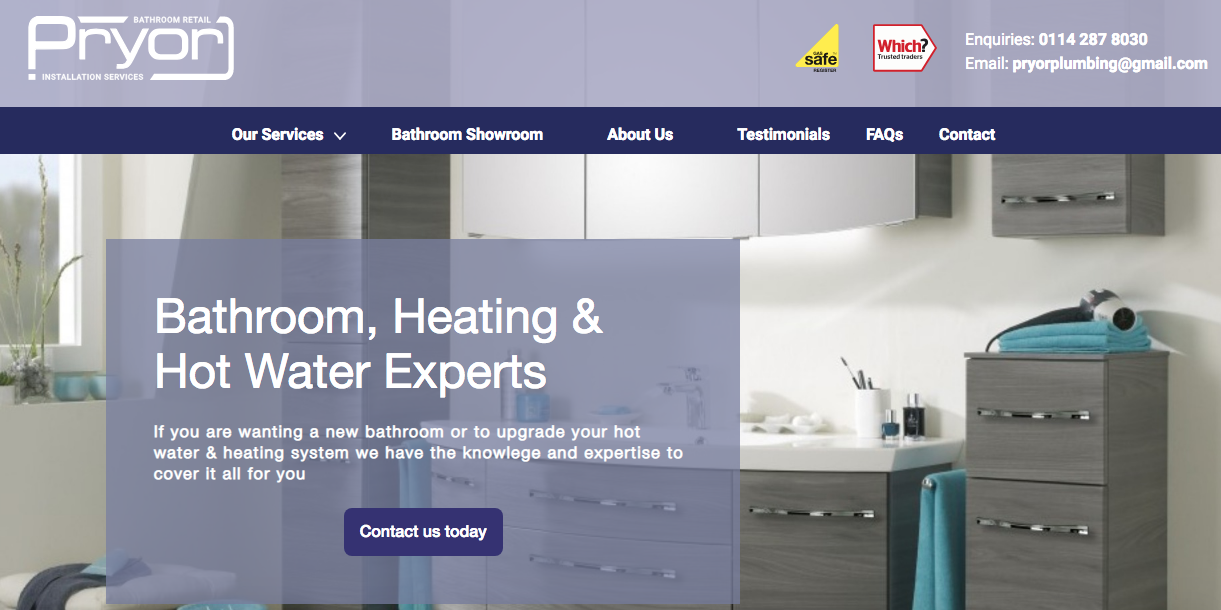 BATHROOM RETAIL
Pryor
INSTALLATION SERVICES
GAS
safe
REGISTER
Which?
Trusted traders
Enquiries: 0114 287 8030
Email: pryorplumbing@gmail.com
Our Services
Bathroom Showroom
About Us
Testimonials
FAQs
Contact
Bathroom, Heating &
Hot Water Experts
If you are wanting a new bathroom or to upgrade your hot
water & heating system we have the knowlege and expertise to
cover it all for you
Contact us today